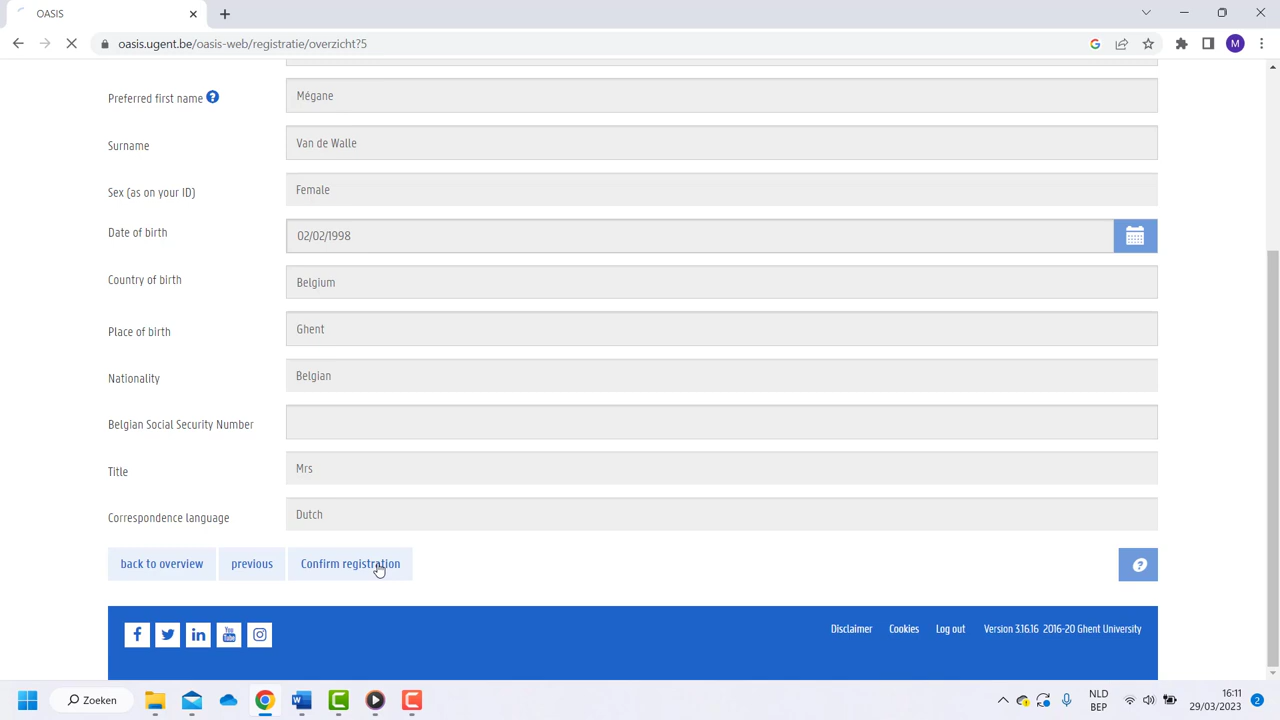 OASIS
oasis.ugent.be/oasis-web/registratie/overzicht?5
M
Preferred first name ?
Mégane
Surname
Van de Walle
Sex (as on your ID)
Female
Date of birth
02/02/1998
Country of birth
Belgium
Place of birth
Ghent
Nationality
Belgian
Belgian Social Security Number
Title
Mrs
Correspondence language
Dutch
back to overview
previous
Confirm registration
?
You Tube
Disclaimer
Cookies
Log out
Version 3.16.16 2016-20 Ghent University
Zoeken
NLD
BEP
16:11
29/03/2023
2